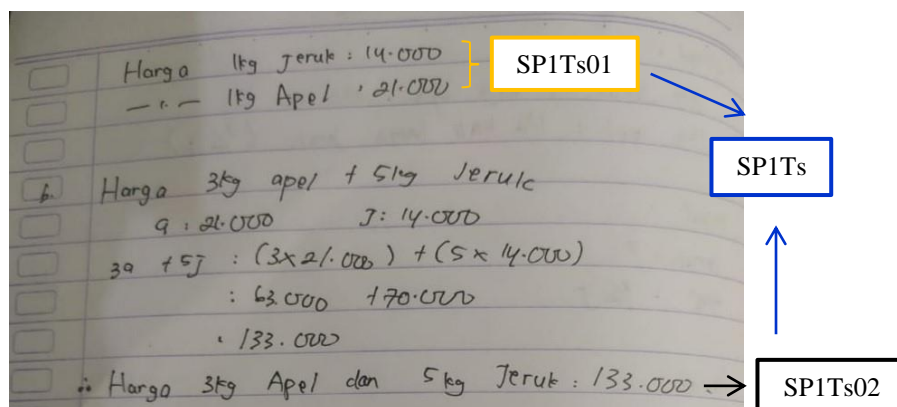 Harga 1kg Jeruk : 14.000
SP1Ts01
— " — 1kg Apel : 21.000
SP1Ts
b. Harga 3kg apel + 5kg Jeruk
a : 21.000 J : 14.000
3a + 5J : (3 x 21.000) + (5 x 14.000)
: 63.000 + 70.000
: 133.000
∴ Harga 3kg Apel dan 5kg Jeruk : 133.000
SP1Ts02